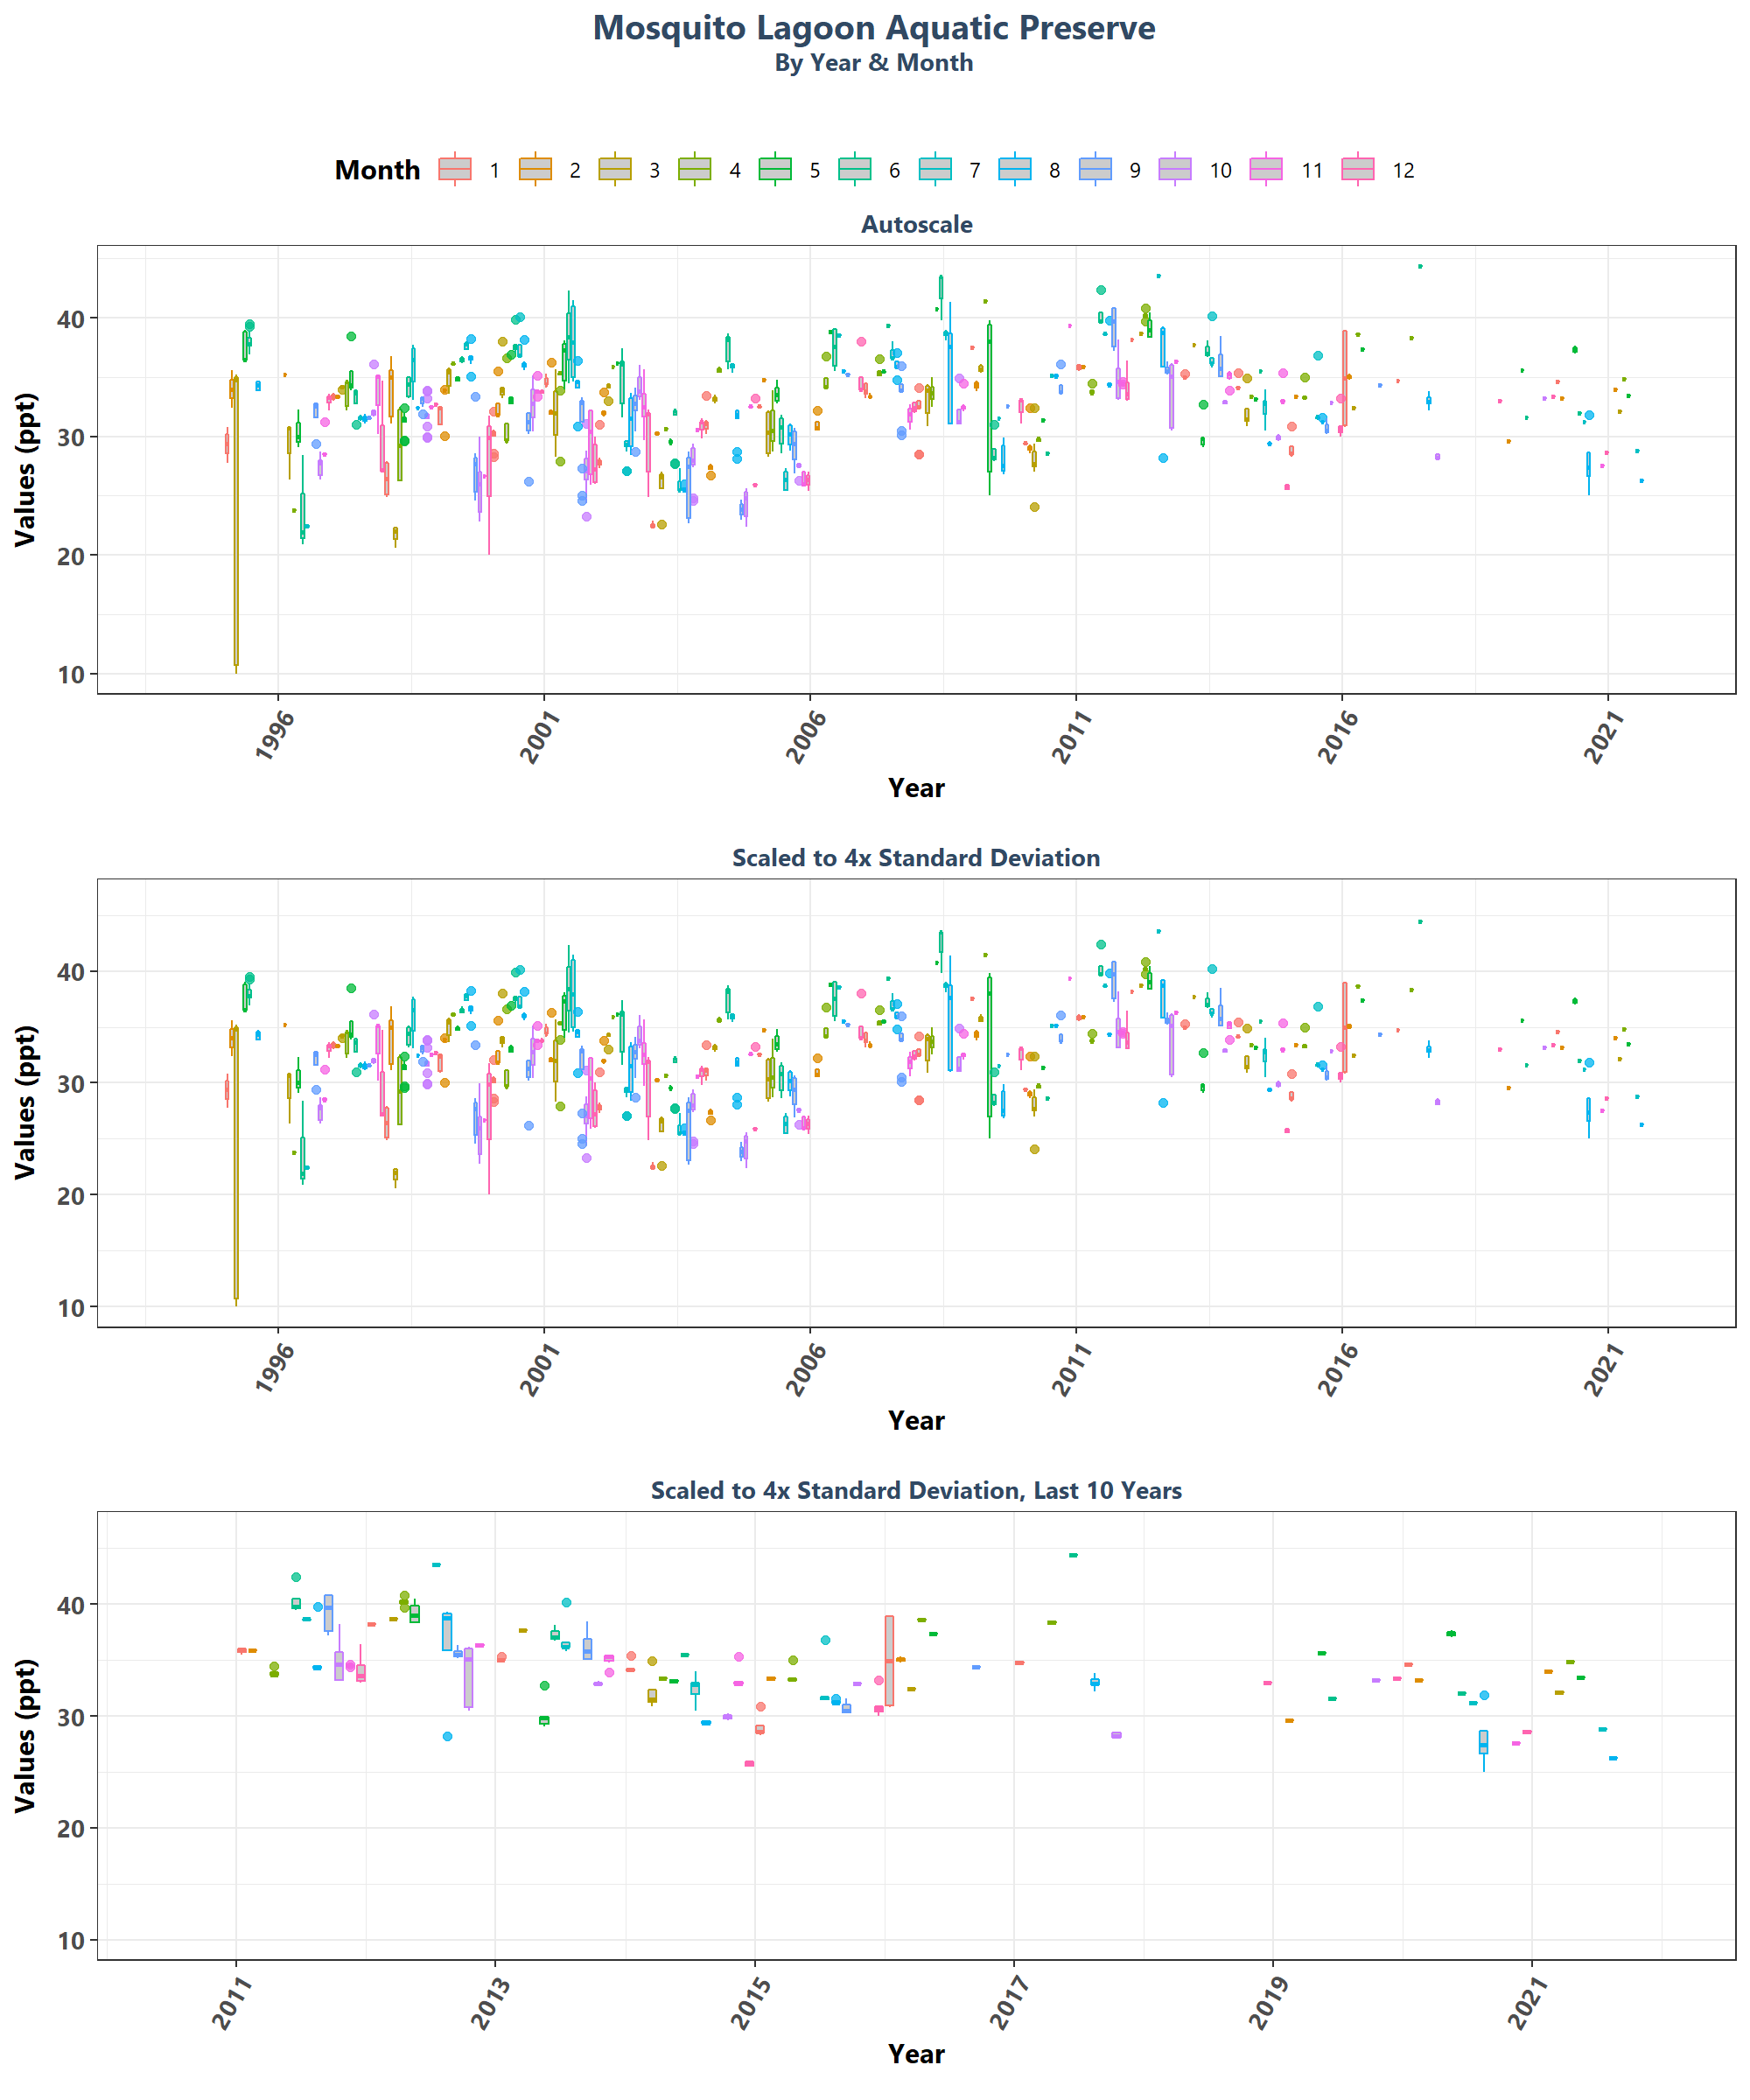 Mosquito Lagoon Aquatic Preserve
By Year & Month
Month 1 2 3 4 5 6 7 8 9 10 11 12
Autoscale
Values (ppt)
40
30
20
10
1996 2001 2006 2011 2016 2021
Year
Scaled to 4x Standard Deviation
Values (ppt)
40
30
20
10
1996 2001 2006 2011 2016 2021
Year
Scaled to 4x Standard Deviation, Last 10 Years
Values (ppt)
40
30
20
10
2011 2013 2015 2017 2019 2021
Year